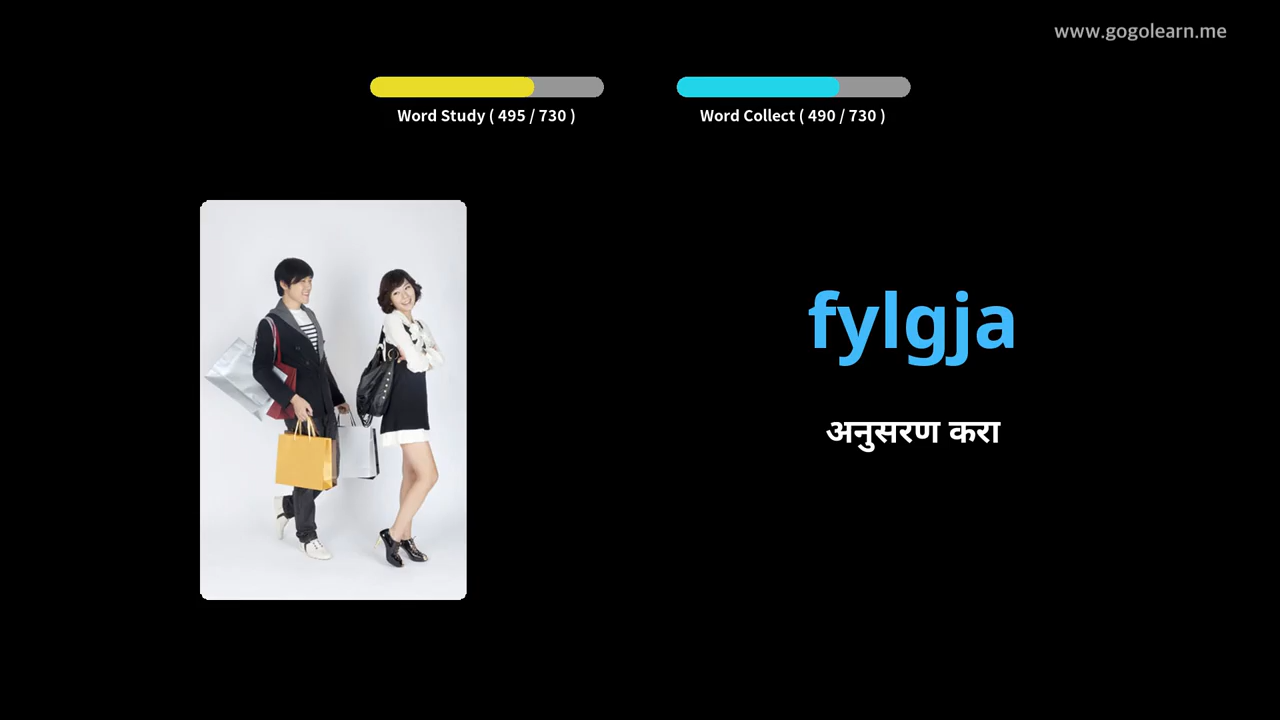 www.gogolearn.me
Word Study ( 495 / 730 )
Word Collect ( 490 / 730 )
fylgja
अनुसरण करा